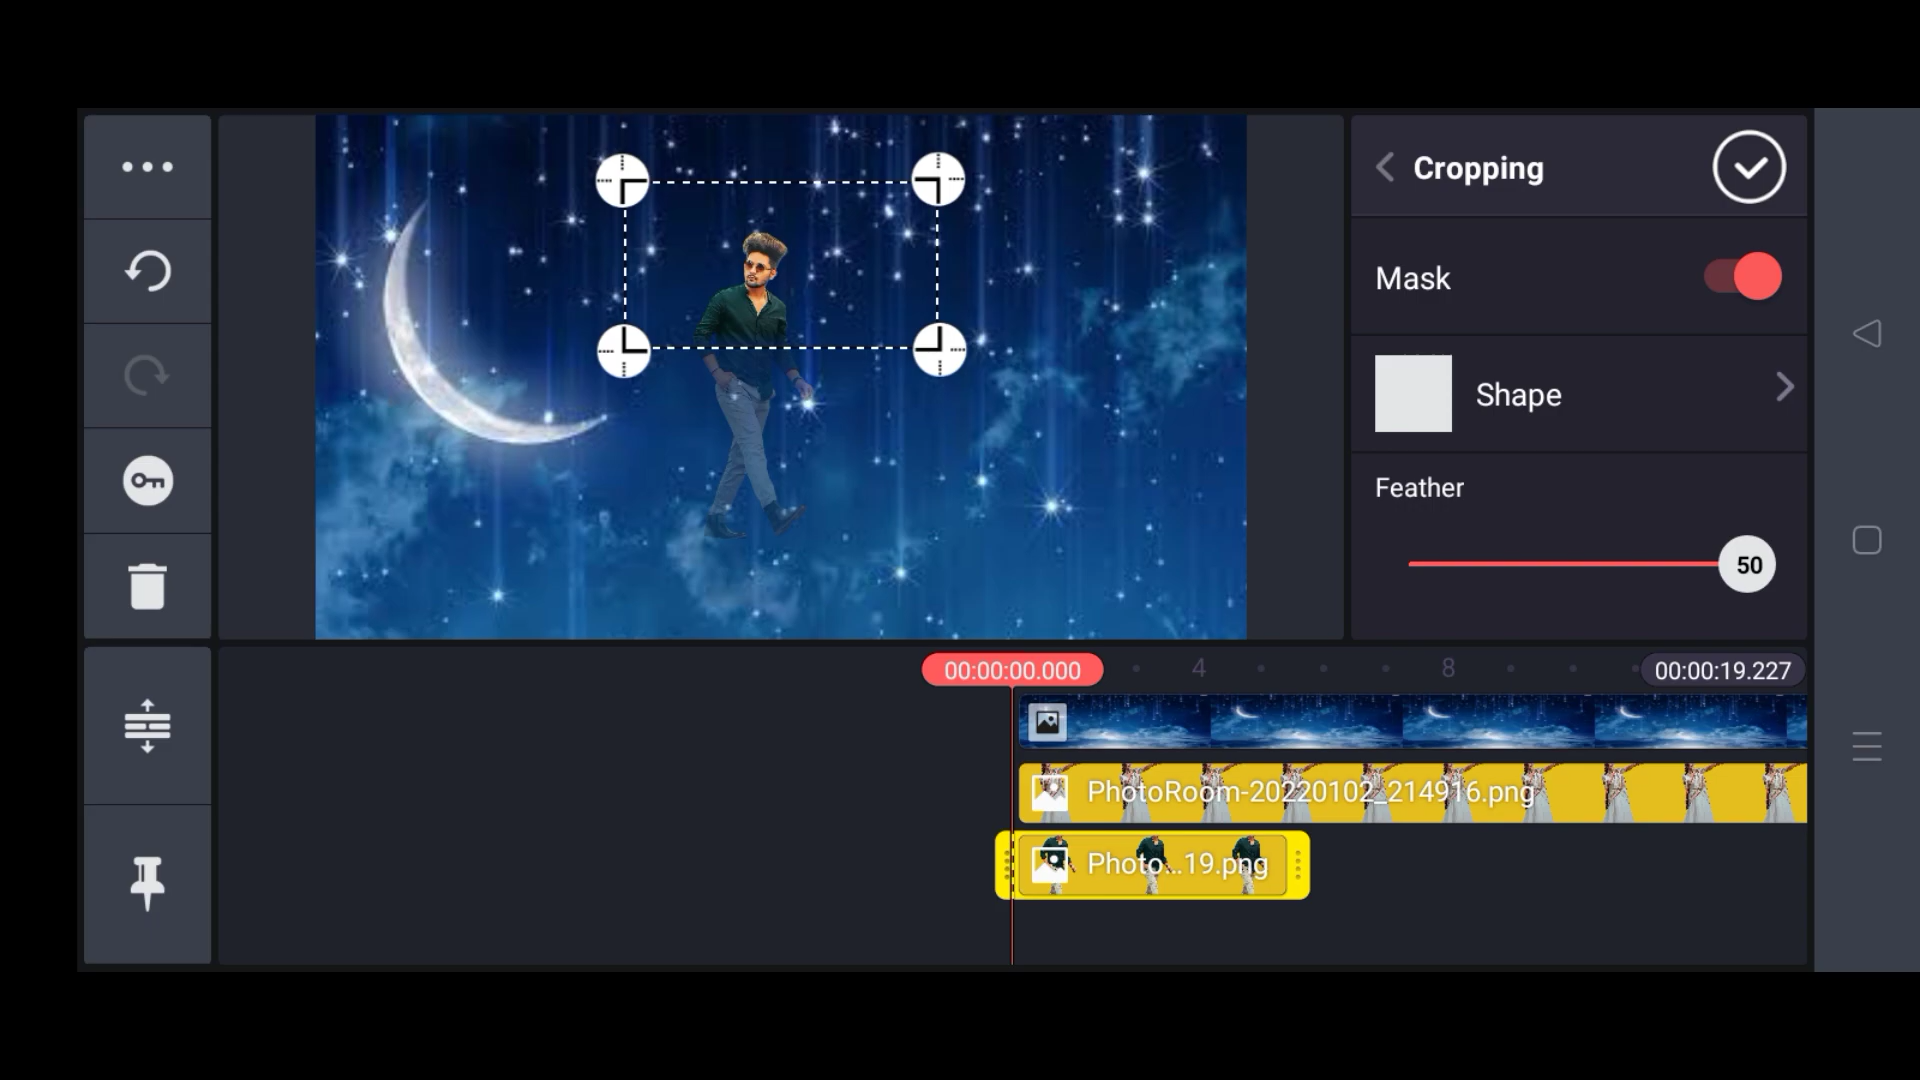 Cropping
Mask
Shape
Feather
50
00:00:00.000
4
8
00:00:19.227
PhotoRoom-20220102_214916.png
Photo...19.png